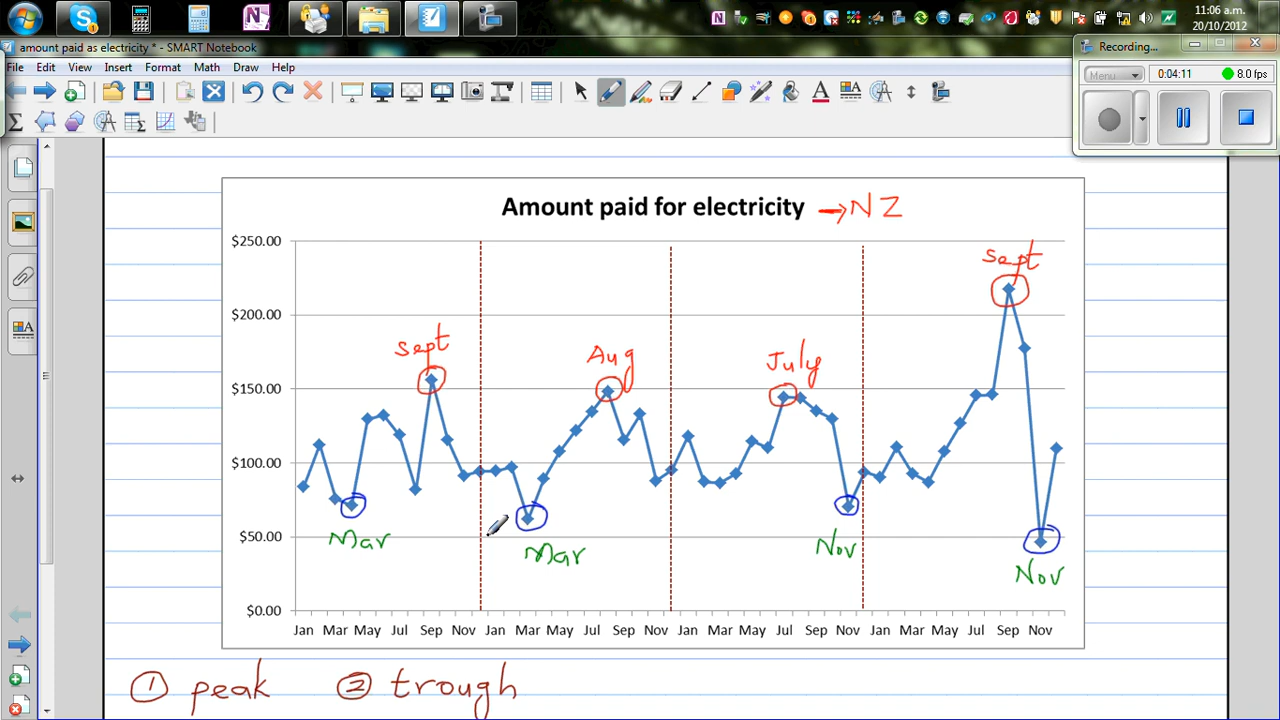 11:06 a.m.
20/10/2012
amount paid as electricity * - SMART Notebook
Recording...
File Edit View Insert Format Math Draw Help
Menu 0:04:11 8.0 fps
Amount paid for electricity → NZ
$250.00
$200.00
$150.00
$100.00
$50.00
$0.00
Sept
Aug
July
Sept
Mar
Mar
Nov
Nov
Jan Mar May Jul Sep Nov Jan Mar May Jul Sep Nov Jan Mar May Jul Sep Nov Jan Mar May Jul Sep Nov
① peak ② trough